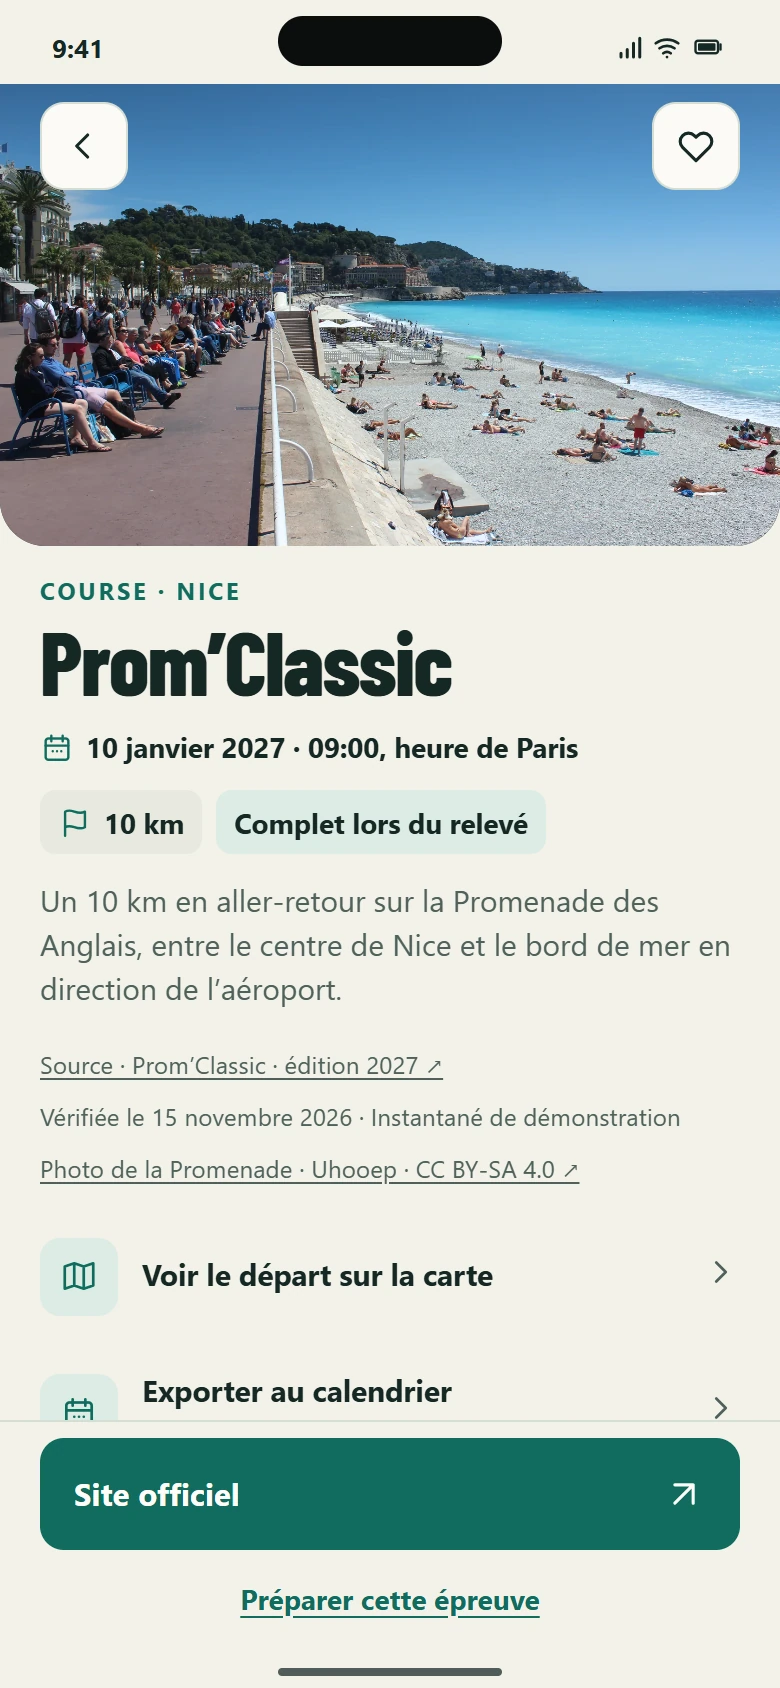 9:41
COURSE · NICE
Prom’Classic
10 janvier 2027 · 09:00, heure de Paris
10 km
Complet lors du relevé
Un 10 km en aller-retour sur la Promenade des
Anglais, entre le centre de Nice et le bord de mer en
direction de l’aéroport.
Source · Prom’Classic · édition 2027 ↗
Vérifiée le 15 novembre 2026 · Instantané de démonstration
Photo de la Promenade · Uhooep · CC BY-SA 4.0 ↗
Voir le départ sur la carte
Exporter au calendrier
Site officiel
Préparer cette épreuve